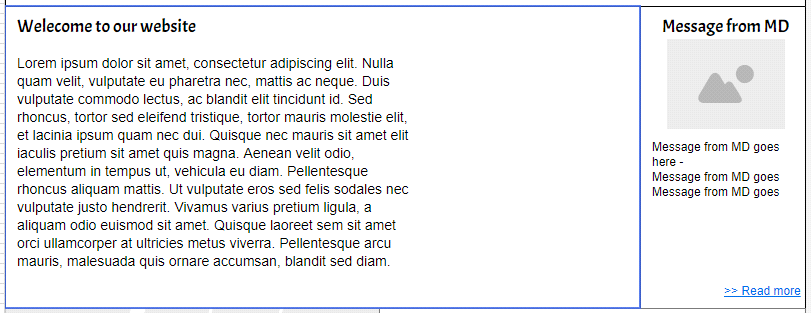 Welecome to our website
Lorem ipsum dolor sit amet, consectetur adipiscing elit. Nulla
quam velit, vulputate eu pharetra nec, mattis ac neque. Duis
vulputate commodo lectus, ac blandit elit tincidunt id. Sed
rhoncus, tortor sed eleifend tristique, tortor mauris molestie elit,
et lacinia ipsum quam nec dui. Quisque nec mauris sit amet elit
iaculis pretium sit amet quis magna. Aenean velit odio,
elementum in tempus ut, vehicula eu diam. Pellentesque
rhoncus aliquam mattis. Ut vulputate eros sed felis sodales nec
vulputate justo hendrerit. Vivamus varius pretium ligula, a
aliquam odio euismod sit amet. Quisque laoreet sem sit amet
orci ullamcorper at ultricies metus viverra. Pellentesque arcu
mauris, malesuada quis ornare accumsan, blandit sed diam.
Message from MD
Message from MD goes
here -
Message from MD goes
Message from MD goes
>> Read more